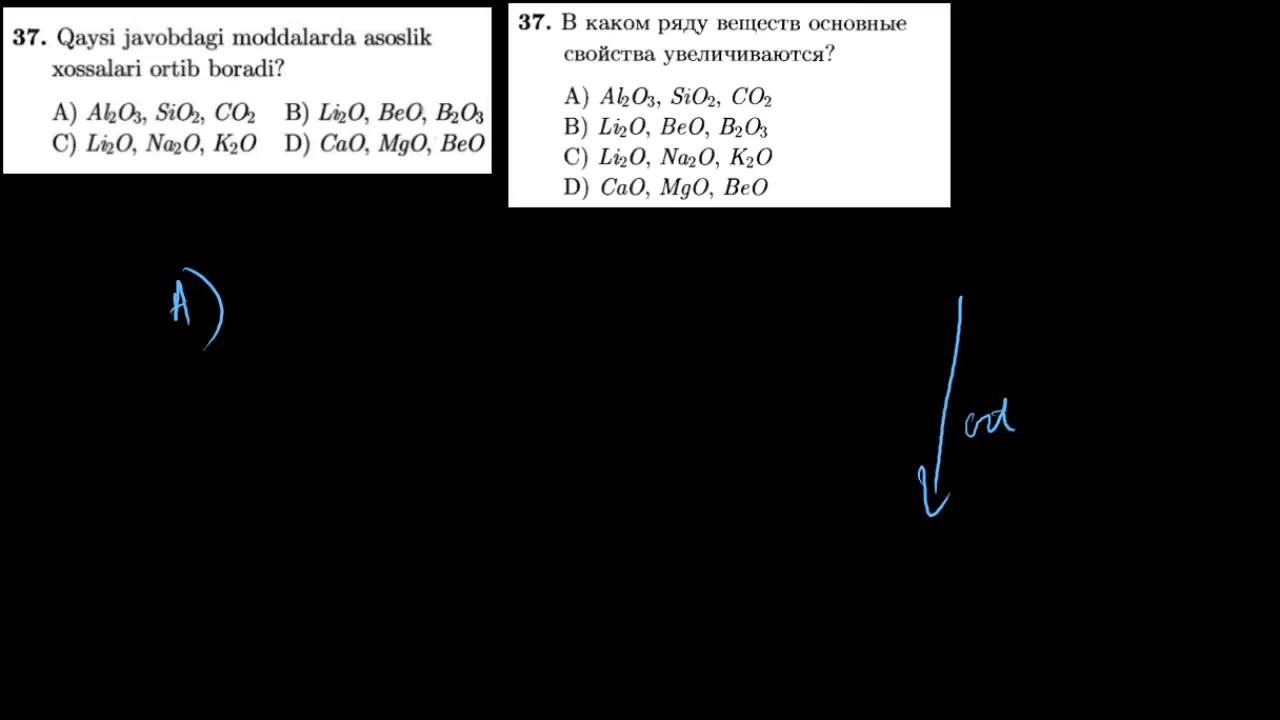 37. Qaysi javobdagi moddalarda asoslik
xossalari ortib boradi?
A) Al₂O₃, SiO₂, CO₂ B) Li₂O, BeO, B₂O₃
C) Li₂O, Na₂O, K₂O D) CaO, MgO, BeO
37. В каком ряду веществ основные
свойства увеличиваются?
A) Al₂O₃, SiO₂, CO₂
B) Li₂O, BeO, B₂O₃
C) Li₂O, Na₂O, K₂O
D) CaO, MgO, BeO
A)